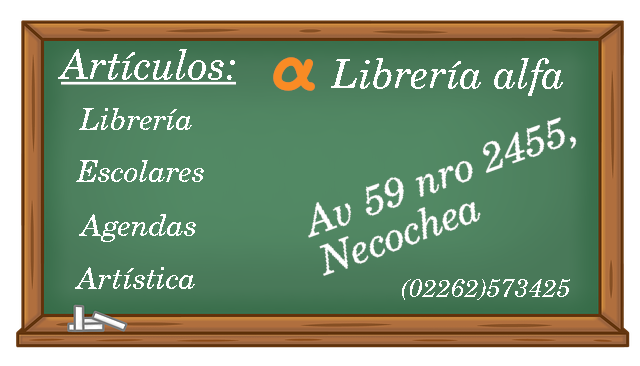 Artículos:
α Librería alfa
Librería
Escolares
Agendas
Artística
Av 59 nro 2455,
Necochea
(02262)573425